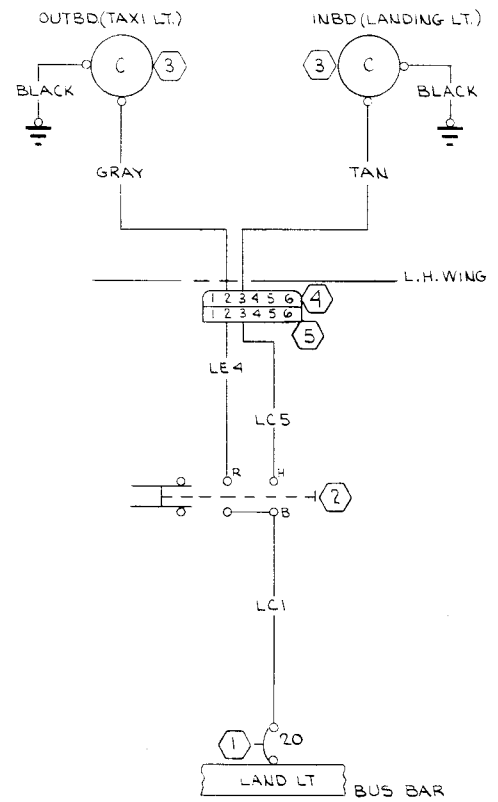 OUTBD (TAXI LT.) INBD (LANDING LT.)
C 3 3 C
BLACK BLACK
GRAY TAN
L.H. WING
1 2 3 4 5 6 4
1 2 3 4 5 6
5
LE4
LC5
R H
2
B
LC1
1 20
LAND LT
BUS BAR